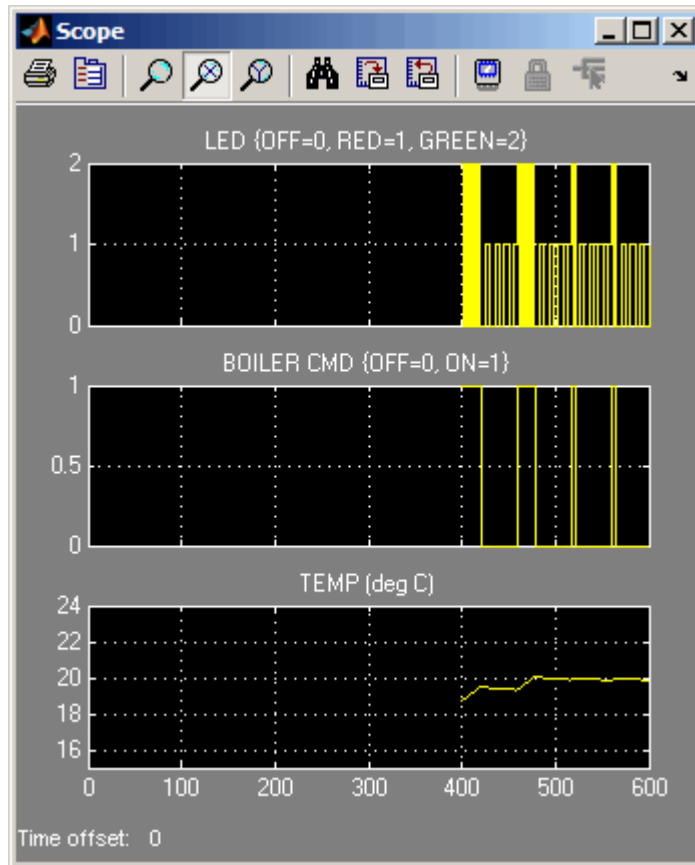 Scope
LED {OFF=0, RED=1, GREEN=2}
2
1
0
BOILER CMD {OFF=0, ON=1}
1
0.5
0
TEMP (deg C)
24
22
20
18
16
0 100 200 300 400 500 600
Time offset: 0